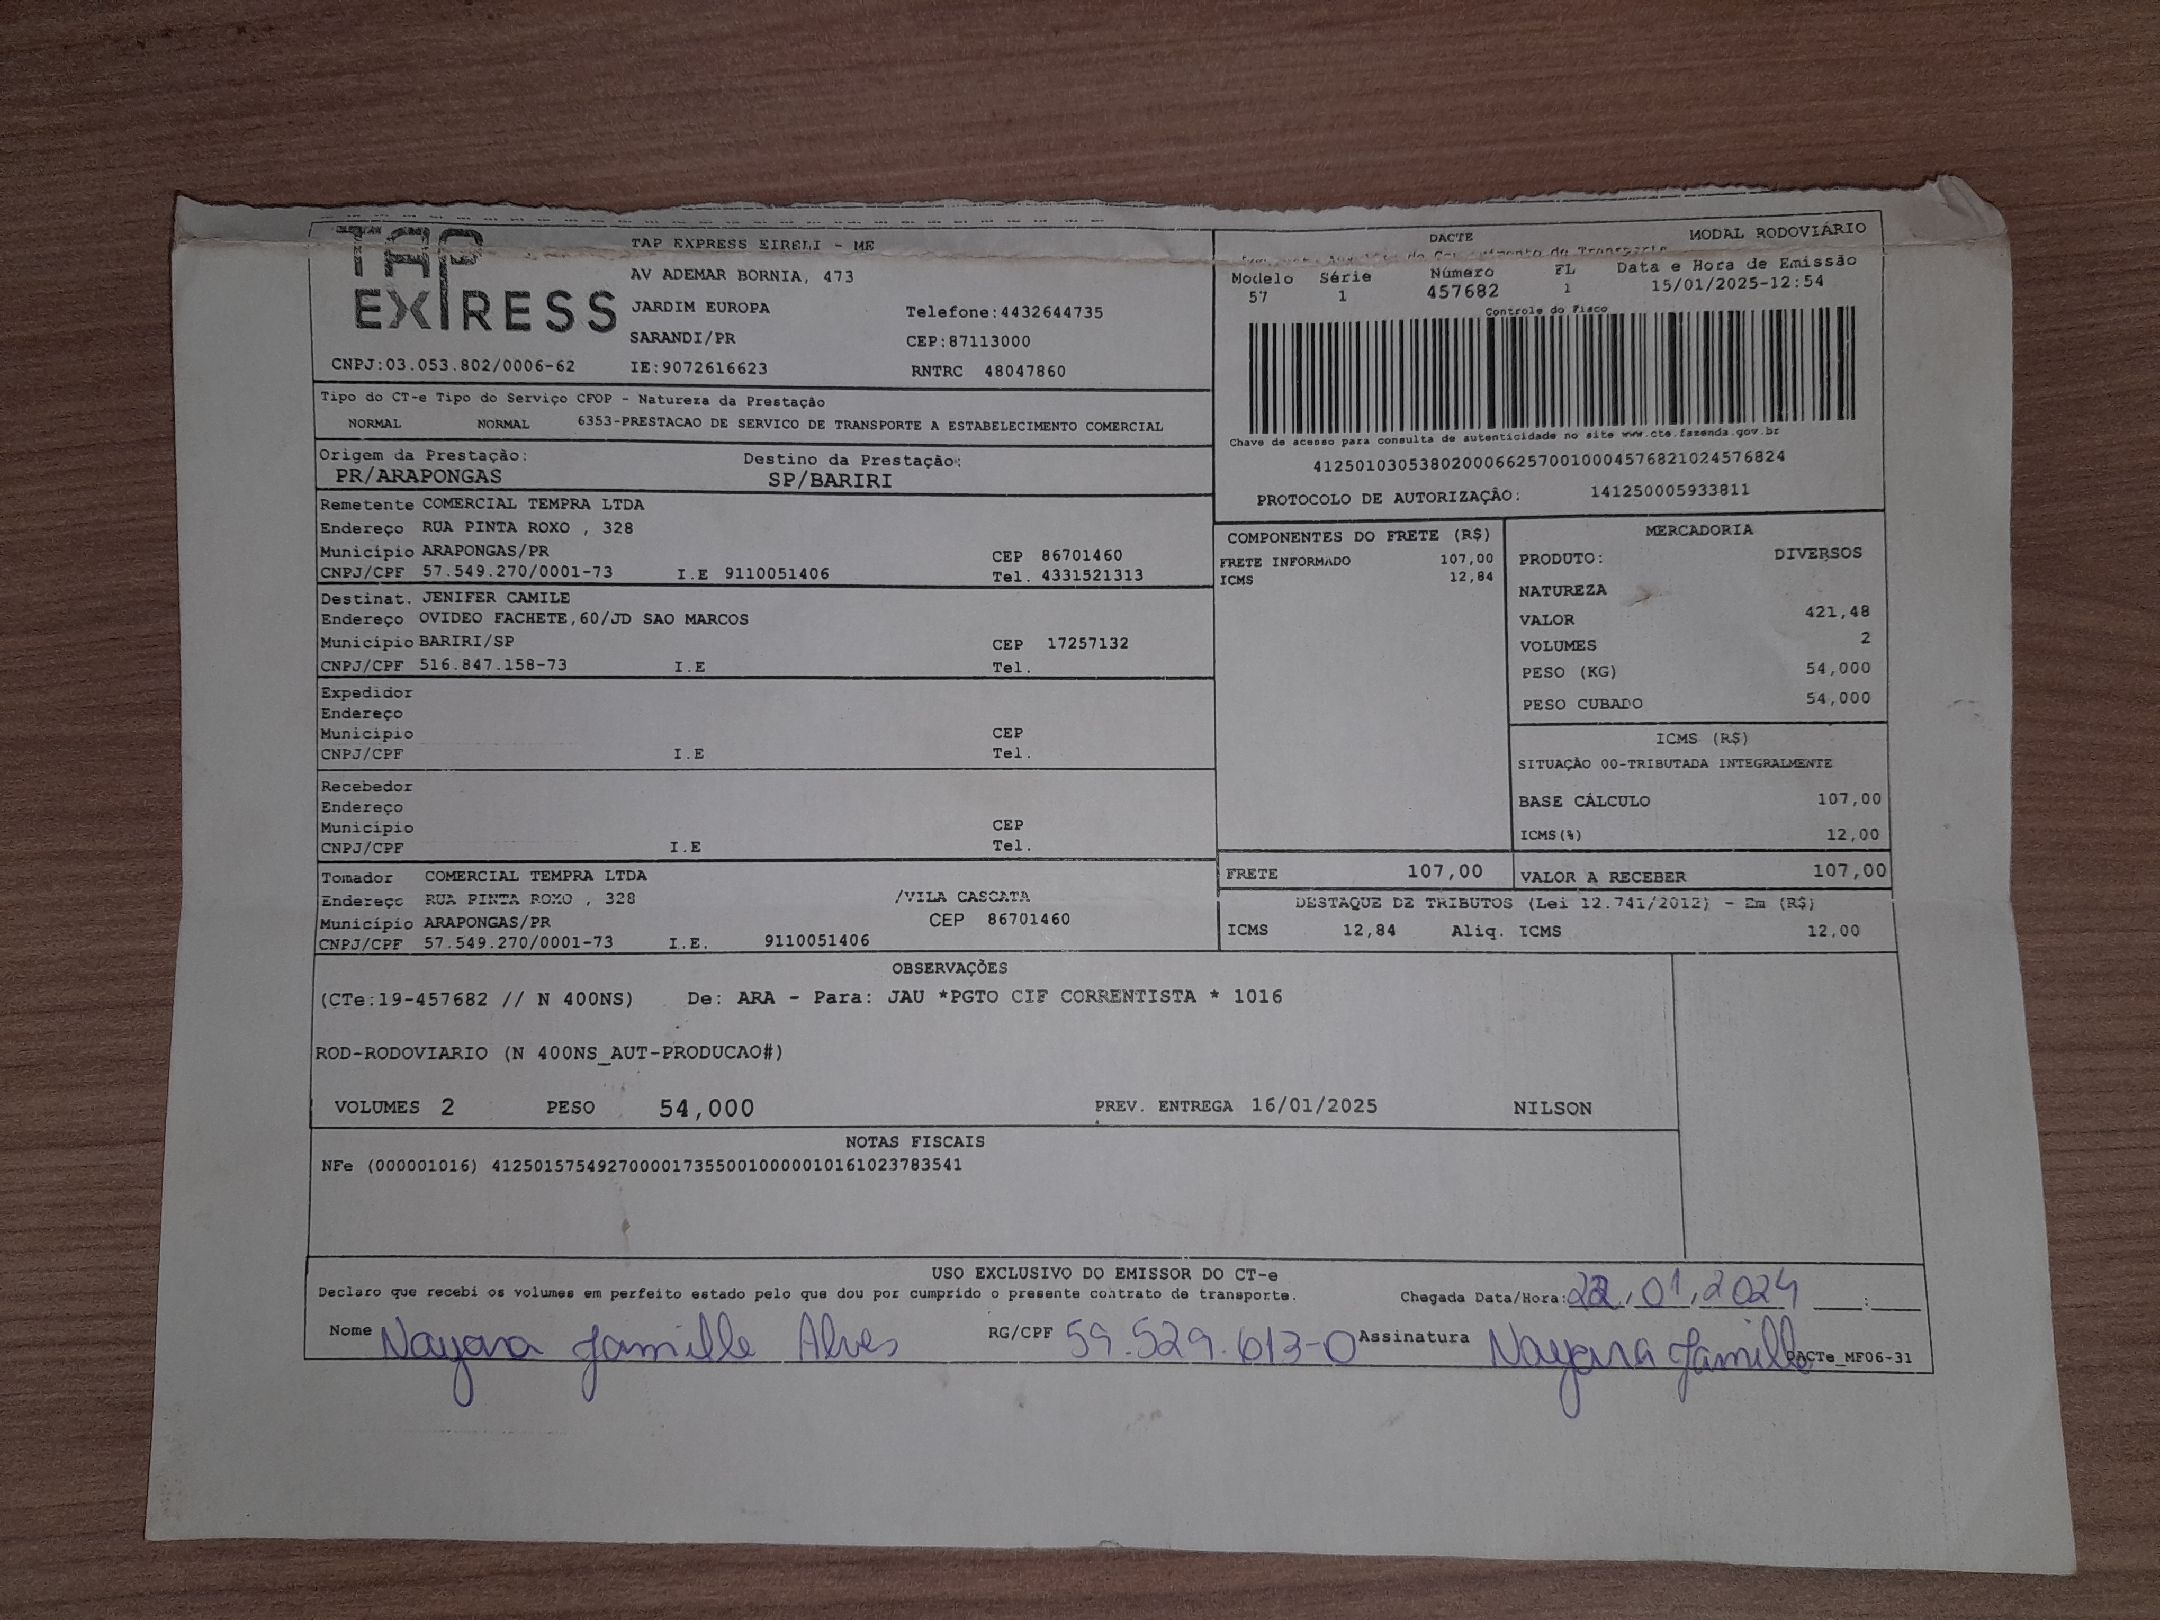 TAP EXPRESS
TAP EXPRESS EIRELI - ME
AV ADEMAR BORNIA, 473
JARDIM EUROPA Telefone:4432644735
SARANDI/PR CEP:87113000
CNPJ:03.053.802/0006-62 IE:9072616623 RNTRC 48047860
DACTE MODAL RODOVIÁRIO
Modelo Série Número FL Data e Hora de Emissão
57 1 457682 1 15/01/2025-12:54
Controle do Fisco
Chave de acesso para consulta de autenticidade no site www.cte.fazenda.gov.br
41250103053802000662570010004576821024576824
PROTOCOLO DE AUTORIZAÇÃO: 141250005933811
Tipo do CT-e Tipo do Serviço CFOP - Natureza da Prestação
NORMAL NORMAL 6353-PRESTACAO DE SERVICO DE TRANSPORTE A ESTABELECIMENTO COMERCIAL
Origem da Prestação: Destino da Prestação:
PR/ARAPONGAS SP/BARIRI
Remetente COMERCIAL TEMPRA LTDA
Endereço RUA PINTA ROXO , 328
Município ARAPONGAS/PR CEP 86701460
CNPJ/CPF 57.549.270/0001-73 I.E 9110051406 Tel. 4331521313
Destinat. JENIFER CAMILE
Endereço OVIDEO FACHETE,60/JD SAO MARCOS
Município BARIRI/SP CEP 17257132
CNPJ/CPF 516.847.158-73 I.E Tel.
Expedidor
Endereço
Município CEP
CNPJ/CPF I.E Tel.
Recebedor
Endereço
Município CEP
CNPJ/CPF I.E Tel.
Tomador COMERCIAL TEMPRA LTDA
Endereço RUA PINTA ROXO , 328 /VILA CASCATA
Município ARAPONGAS/PR CEP 86701460
CNPJ/CPF 57.549.270/0001-73 I.E. 9110051406
COMPONENTES DO FRETE (R$)
FRETE INFORMADO 107,00
ICMS 12,84
MERCADORIA
PRODUTO: DIVERSOS
NATUREZA
VALOR 421,48
VOLUMES 2
PESO (KG) 54,000
PESO CUBADO 54,000
ICMS (R$)
SITUAÇÃO 00-TRIBUTADA INTEGRALMENTE
BASE CÁLCULO 107,00
ICMS(%) 12,00
FRETE 107,00 VALOR A RECEBER 107,00
DESTAQUE DE TRIBUTOS (Lei 12.741/2012) - Em (R$)
ICMS 12,84 Aliq. ICMS 12,00
OBSERVAÇÕES
(CTe:19-457682 // N 400NS) De: ARA - Para: JAU *PGTO CIF CORRENTISTA * 1016
ROD-RODOVIARIO (N 400NS_AUT-PRODUCAO#)
VOLUMES 2 PESO 54,000 PREV. ENTREGA 16/01/2025 NILSON
NOTAS FISCAIS
NFe (000001016) 41250157549270000173550010000010161023783541
USO EXCLUSIVO DO EMISSOR DO CT-e
Declaro que recebi os volumes em perfeito estado pelo que dou por cumprido o presente contrato de transporte. Chegada Data/Hora: 22.01.2024 ___:___
Nome Nayara Jamille Alves RG/CPF 59.529.613-0 Assinatura Nayara Jamille
DACTe_MF06-31